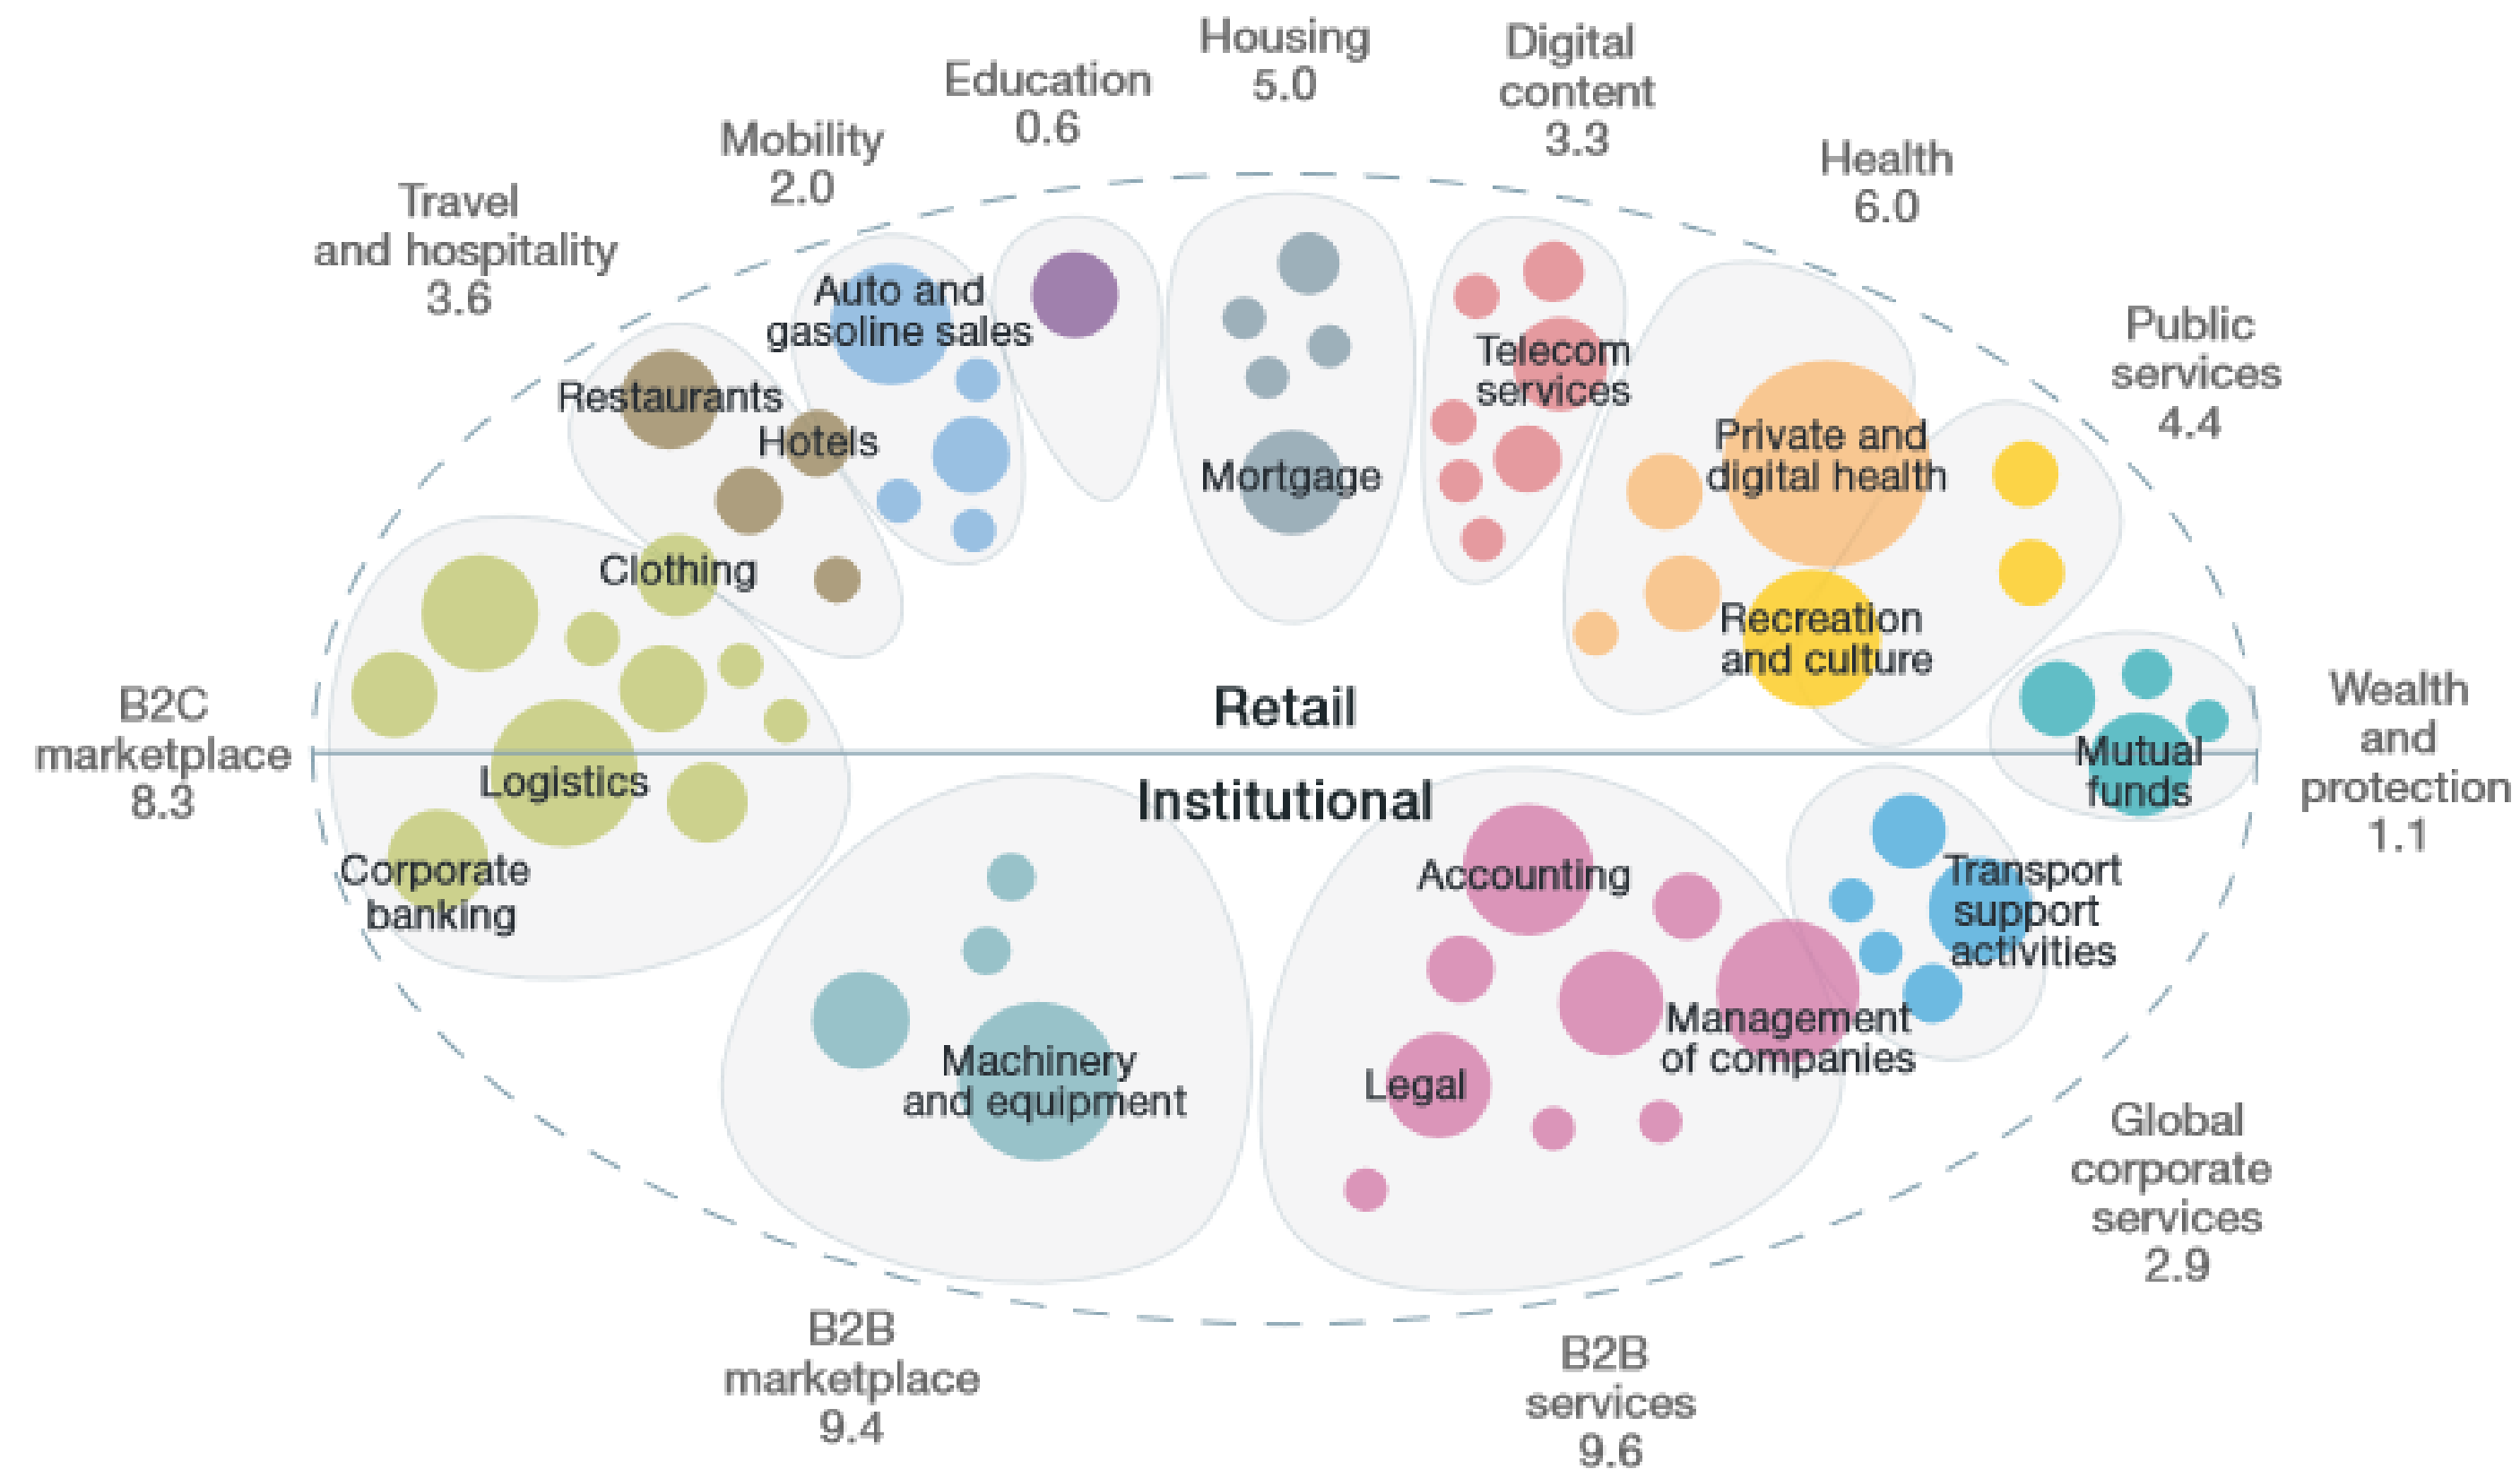 Housing
5.0
Digital
content
3.3
Education
0.6
Mobility
2.0
Health
6.0
Travel
and hospitality
3.6
Public
services
4.4
Auto and
gasoline sales
Restaurants
Hotels
Telecom
services
Mortgage
Private and
digital health
Clothing
Recreation
and culture
B2C
marketplace
8.3
Retail
Wealth
and
protection
1.1
Mutual
funds
Logistics
Institutional
Corporate
banking
Accounting
Transport
support
activities
Machinery
and equipment
Management
of companies
Legal
Global
corporate
services
2.9
B2B
marketplace
9.4
B2B
services
9.6